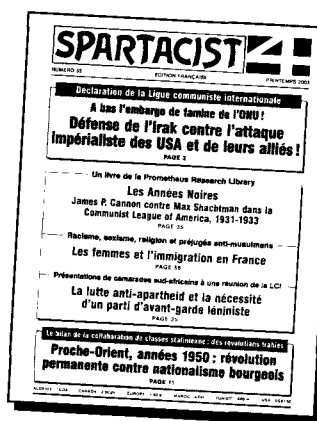 SPARTACIST
NUMÉRO 35
ÉDITION FRANÇAISE
PRINTEMPS 2003
Déclaration de la Ligue communiste internationale
A bas l'embargo de famine de l'ONU !
Défense de l'Irak contre l'attaque
impérialiste des USA et de leurs alliés !
PAGE 2
Un livre de la Prometheus Research Library
Les Années Noires
James P. Cannon contre Max Shachtman dans la
Communist League of America, 1931-1933
PAGE 35
Racisme, sexisme, religion et préjugés anti-musulmans
Les femmes et l'immigration en France
Présentations de camarades sud-africains à une réunion de la LCI
La lutte anti-apartheid et la nécessité
d'un parti d'avant-garde léniniste
PAGE 25
Le bilan de la collaboration de classes stalinienne : des révolutions trahies
Proche-Orient, années 1950 : révolution
permanente contre nationalisme bourgeois
PAGE 11